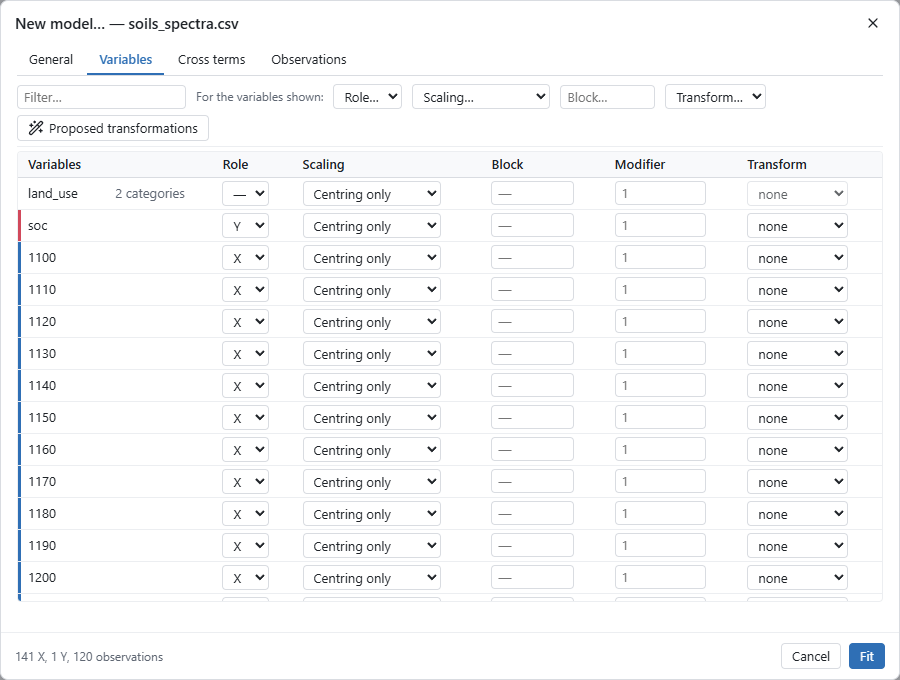 New model... — soils_spectra.csv
General Variables Cross terms Observations
Filter... For the variables shown: Role... Scaling... Block... Transform...
Proposed transformations
Variables Role Scaling Block Modifier Transform
land_use 2 categories — Centring only — 1 none
soc Y Centring only — 1 none
1100 X Centring only — 1 none
1110 X Centring only — 1 none
1120 X Centring only — 1 none
1130 X Centring only — 1 none
1140 X Centring only — 1 none
1150 X Centring only — 1 none
1160 X Centring only — 1 none
1170 X Centring only — 1 none
1180 X Centring only — 1 none
1190 X Centring only — 1 none
1200 X Centring only — 1 none
141 X, 1 Y, 120 observations Cancel Fit